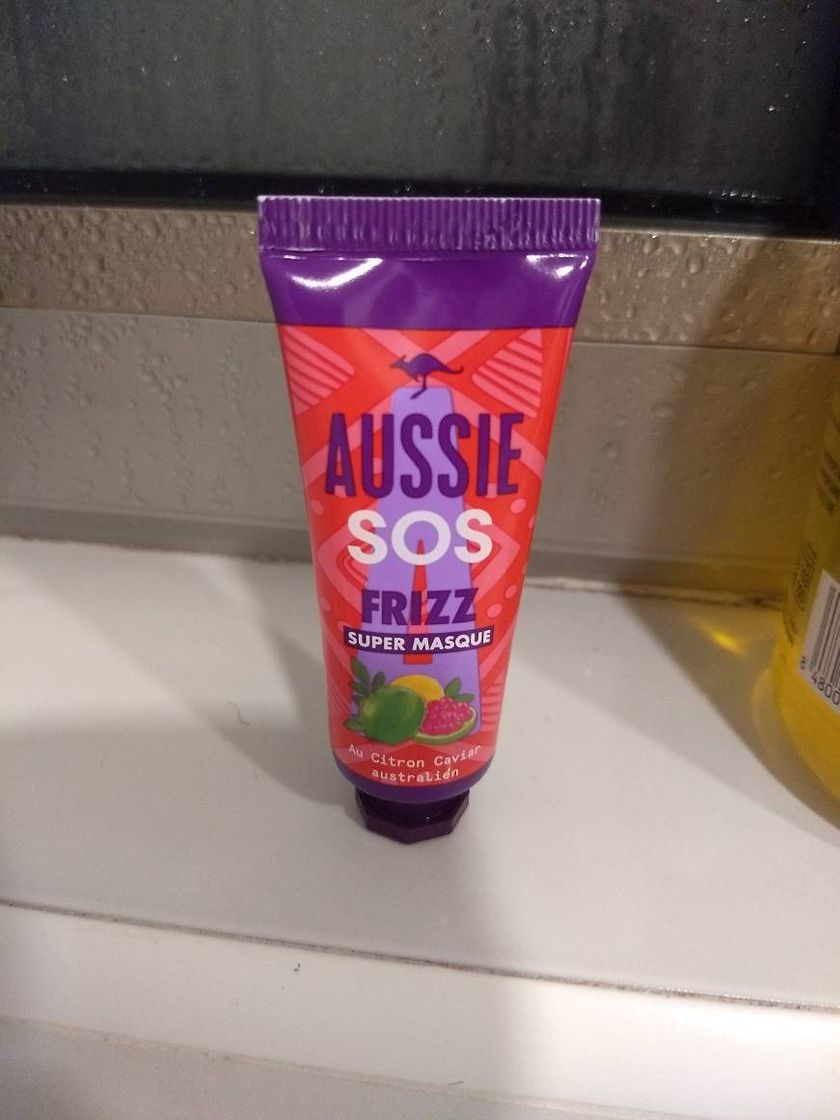 AUSSIE
SOS
FRIZZ
SUPER MASQUE
Au Citron Caviar
australien